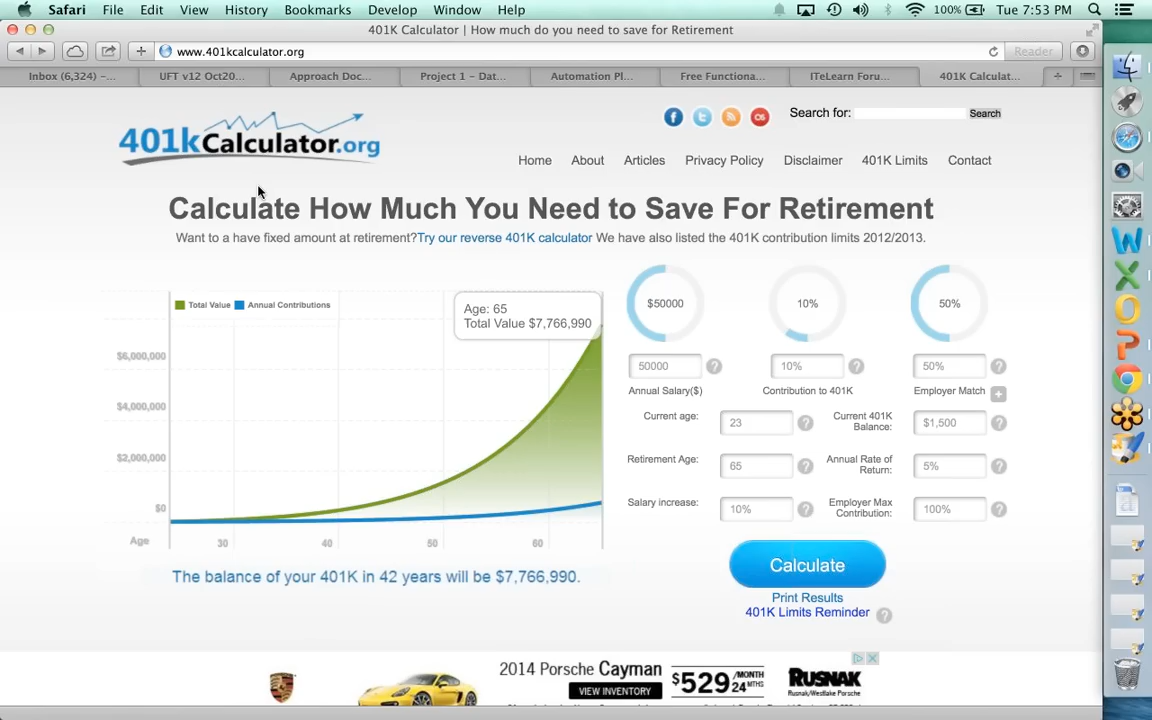 Safari File Edit View History Bookmarks Develop Window Help 100% Tue 7:53 PM
401K Calculator | How much do you need to save for Retirement
www.401kcalculator.org Reader
Inbox (6,324) –... UFT v12 Oct20... Approach Doc... Project 1 – Dat... Automation Pl... Free Functiona... ITeLearn Foru... 401K Calculat...
401kCalculator.org
Search for: Search
Home About Articles Privacy Policy Disclaimer 401K Limits Contact
Calculate How Much You Need to Save For Retirement
Want to a have fixed amount at retirement?Try our reverse 401K calculator We have also listed the 401K contribution limits 2012/2013.
Total Value Annual Contributions
Age: 65
Total Value $7,766,990
$6,000,000
$4,000,000
$2,000,000
$0
Age 30 40 50 60
The balance of your 401K in 42 years will be $7,766,990.
$50000 10% 50%
50000 ? 10% ? 50% ?
Annual Salary($) Contribution to 401K Employer Match +
Current age: 23 ? Current 401K Balance: $1,500 ?
Retirement Age: 65 ? Annual Rate of Return: 5% ?
Salary increase: 10% ? Employer Max Contribution: 100% ?
Calculate
Print Results
401K Limits Reminder ?
2014 Porsche Cayman
VIEW INVENTORY
$529 24 /MONTH MTHS
RUSNAK
Rusnak/Westlake Porsche